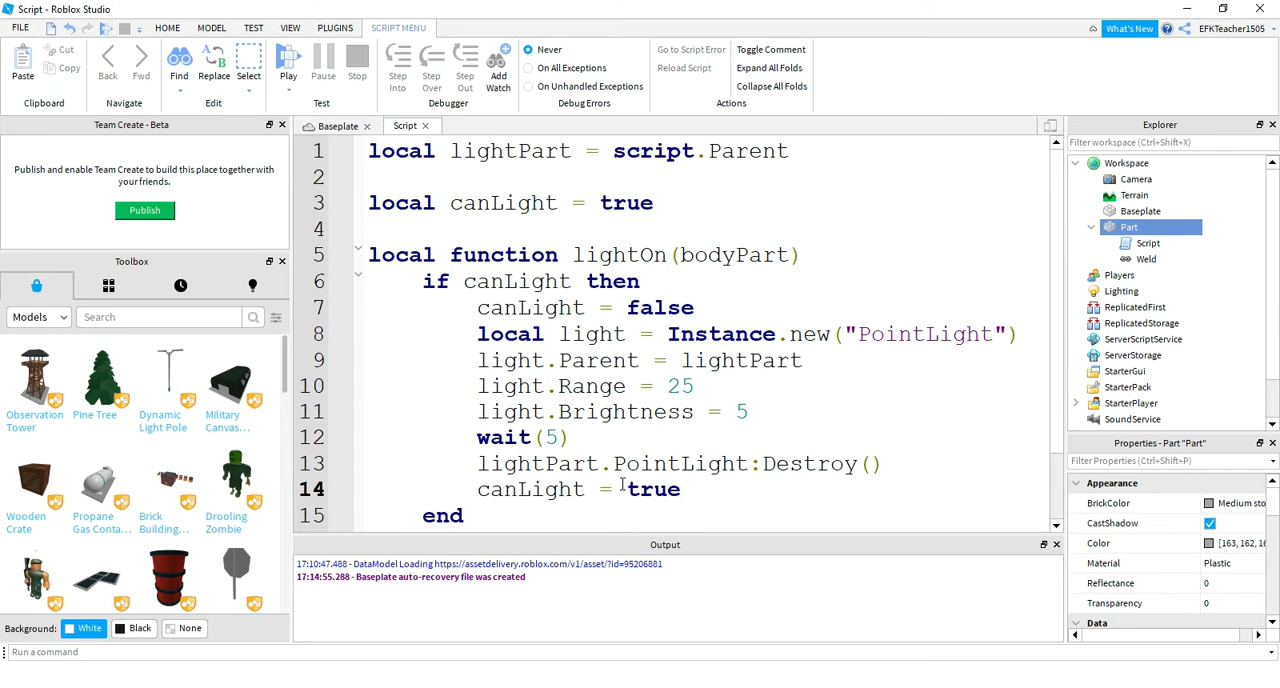 Script - Roblox Studio
FILE HOME MODEL TEST VIEW PLUGINS SCRIPT MENU What's New EFKTeacher1505
Paste Cut Copy Back Fwd Find Replace Select Play Pause Stop Step Into Step Over Step Out Add Watch
Never
On All Exceptions
On Unhandled Exceptions
Go to Script Error
Reload Script
Toggle Comment
Expand All Folds
Collapse All Folds
Clipboard Navigate Edit Test Debugger Debug Errors Actions
Team Create - Beta
Publish and enable Team Create to build this place together with
your friends.
Publish
Toolbox
Models Search
Observation Tower
Pine Tree
Dynamic Light Pole
Military Canvas...
Wooden Crate
Propane Gas Conta...
Brick Building...
Drooling Zombie
Background: White Black None
Baseplate Script
1 local lightPart = script.Parent
2
3 local canLight = true
4
5 local function lightOn(bodyPart)
6 if canLight then
7 canLight = false
8 local light = Instance.new("PointLight")
9 light.Parent = lightPart
10 light.Range = 25
11 light.Brightness = 5
12 wait(5)
13 lightPart.PointLight:Destroy()
14 canLight = true
15 end
Output
17:10:47.488 - DataModel Loading https://assetdelivery.roblox.com/v1/asset/?id=95206881
17:14:55.288 - Baseplate auto-recovery file was created
Explorer
Filter workspace (Ctrl+Shift+X)
Workspace
Camera
Terrain
Baseplate
Part
Script
Weld
Players
Lighting
ReplicatedFirst
ReplicatedStorage
ServerScriptService
ServerStorage
StarterGui
StarterPack
StarterPlayer
SoundService
Properties - Part "Part"
Filter Properties (Ctrl+Shift+P)
Appearance
BrickColor Medium sto
CastShadow
Color [163, 162, 16
Material Plastic
Reflectance 0
Transparency 0
Data
Run a command